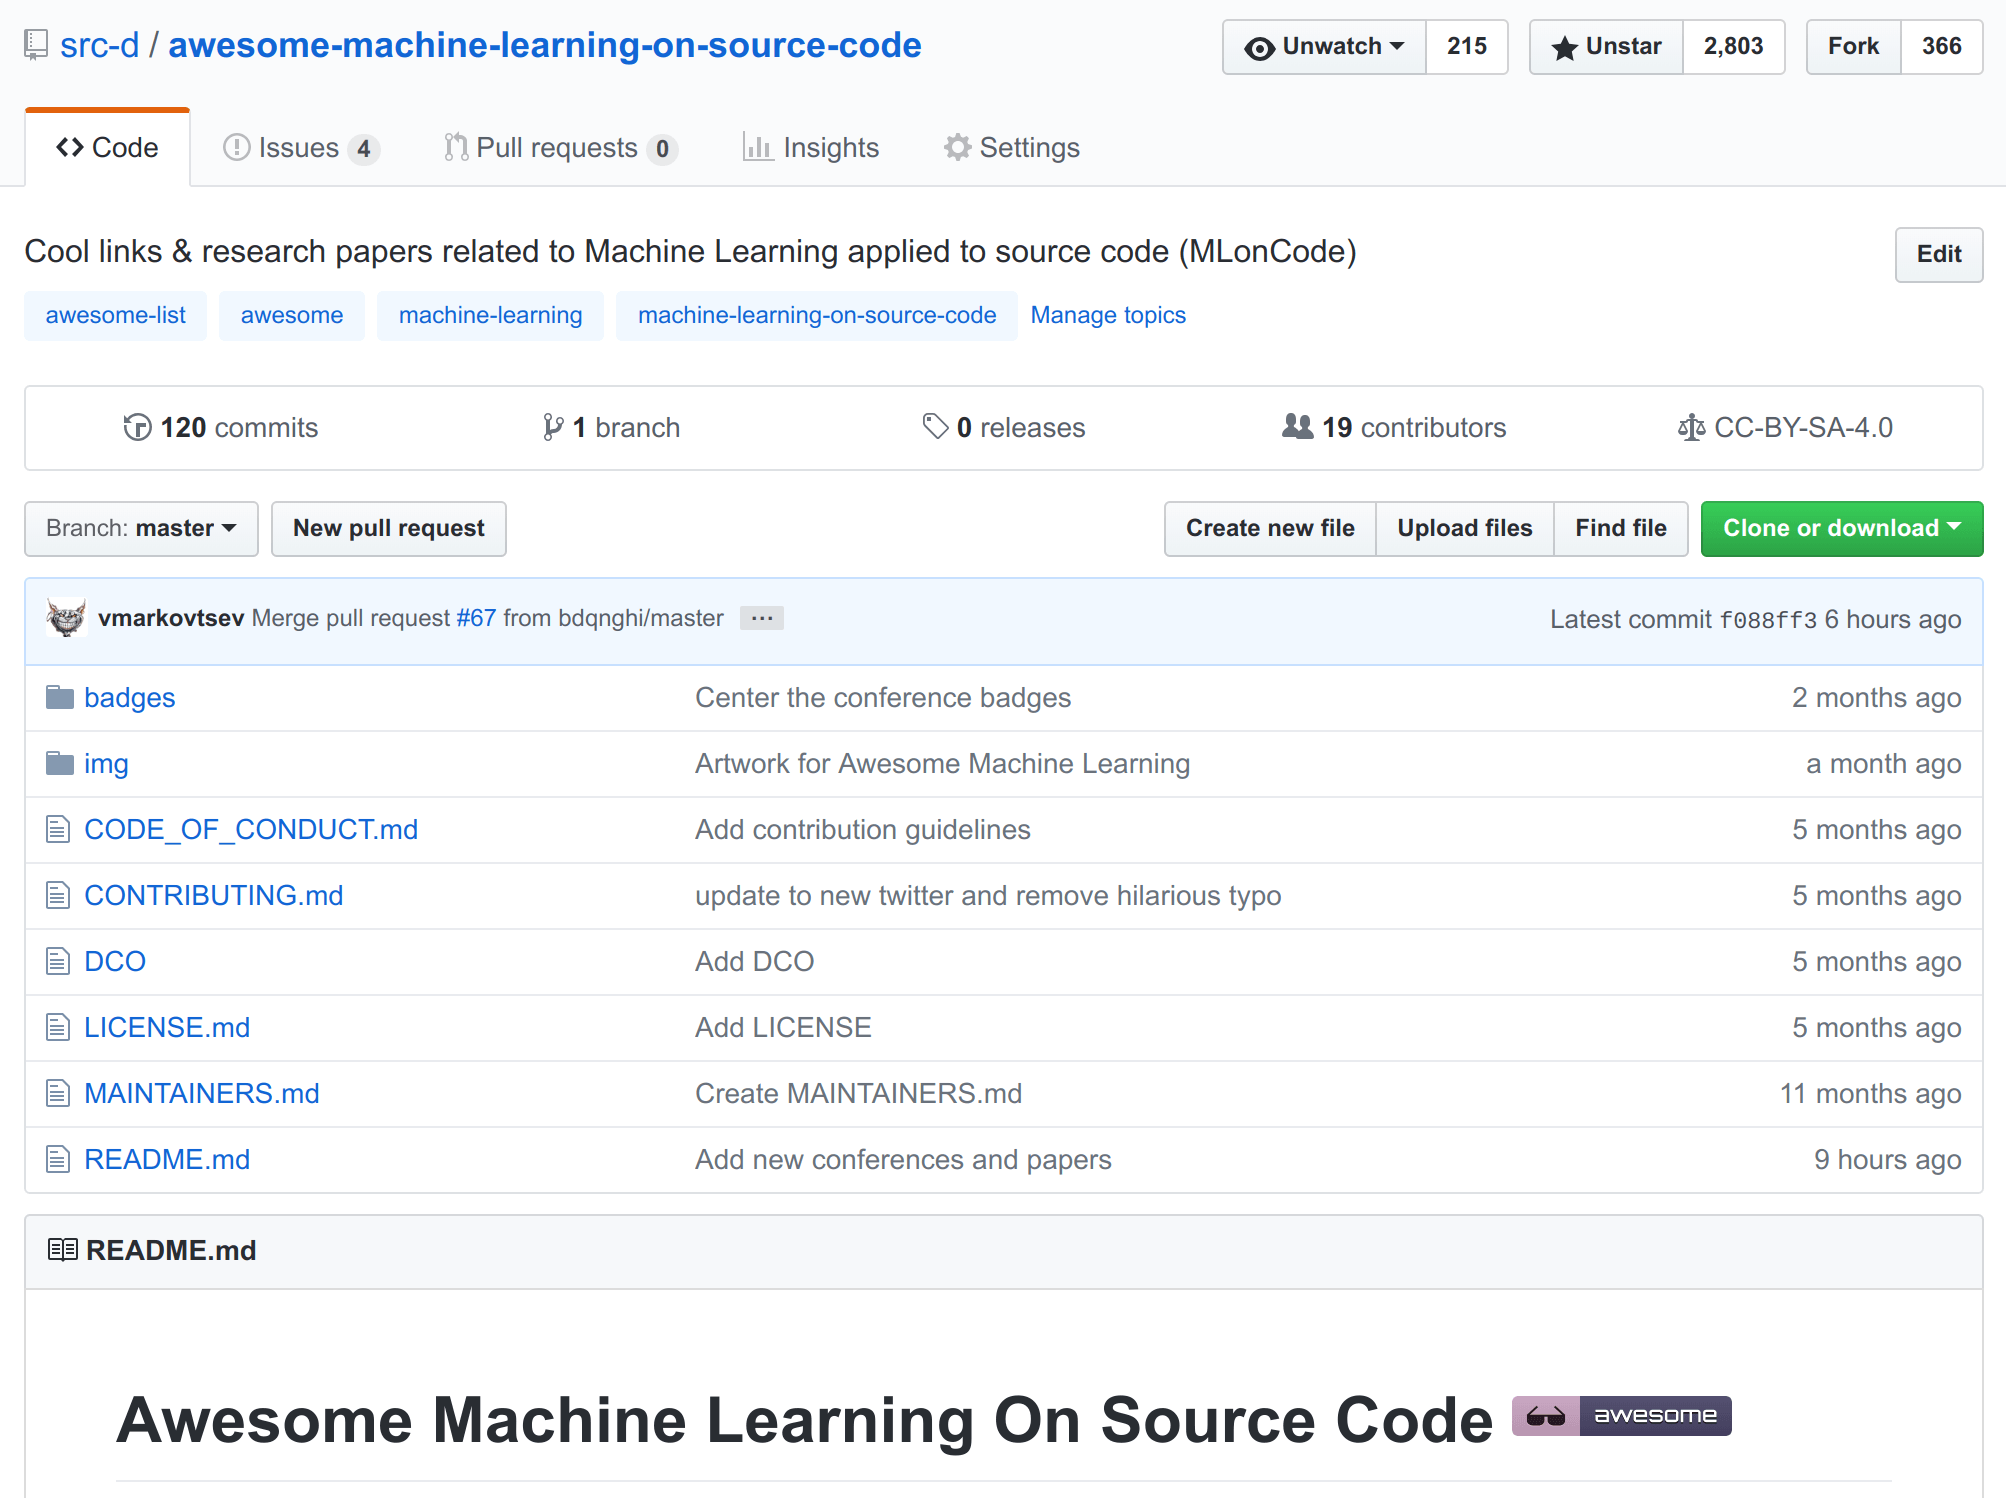 src-d / awesome-machine-learning-on-source-code Unwatch 215 Unstar 2,803 Fork 366
Code Issues 4 Pull requests 0 Insights Settings
Cool links & research papers related to Machine Learning applied to source code (MLonCode) Edit
awesome-list awesome machine-learning machine-learning-on-source-code Manage topics
120 commits 1 branch 0 releases 19 contributors CC-BY-SA-4.0
Branch: master New pull request Create new file Upload files Find file Clone or download
vmarkovtsev Merge pull request #67 from bdqnghi/master ... Latest commit f088ff3 6 hours ago
badges Center the conference badges 2 months ago
img Artwork for Awesome Machine Learning a month ago
CODE_OF_CONDUCT.md Add contribution guidelines 5 months ago
CONTRIBUTING.md update to new twitter and remove hilarious typo 5 months ago
DCO Add DCO 5 months ago
LICENSE.md Add LICENSE 5 months ago
MAINTAINERS.md Create MAINTAINERS.md 11 months ago
README.md Add new conferences and papers 9 hours ago
README.md
Awesome Machine Learning On Source Code awesome